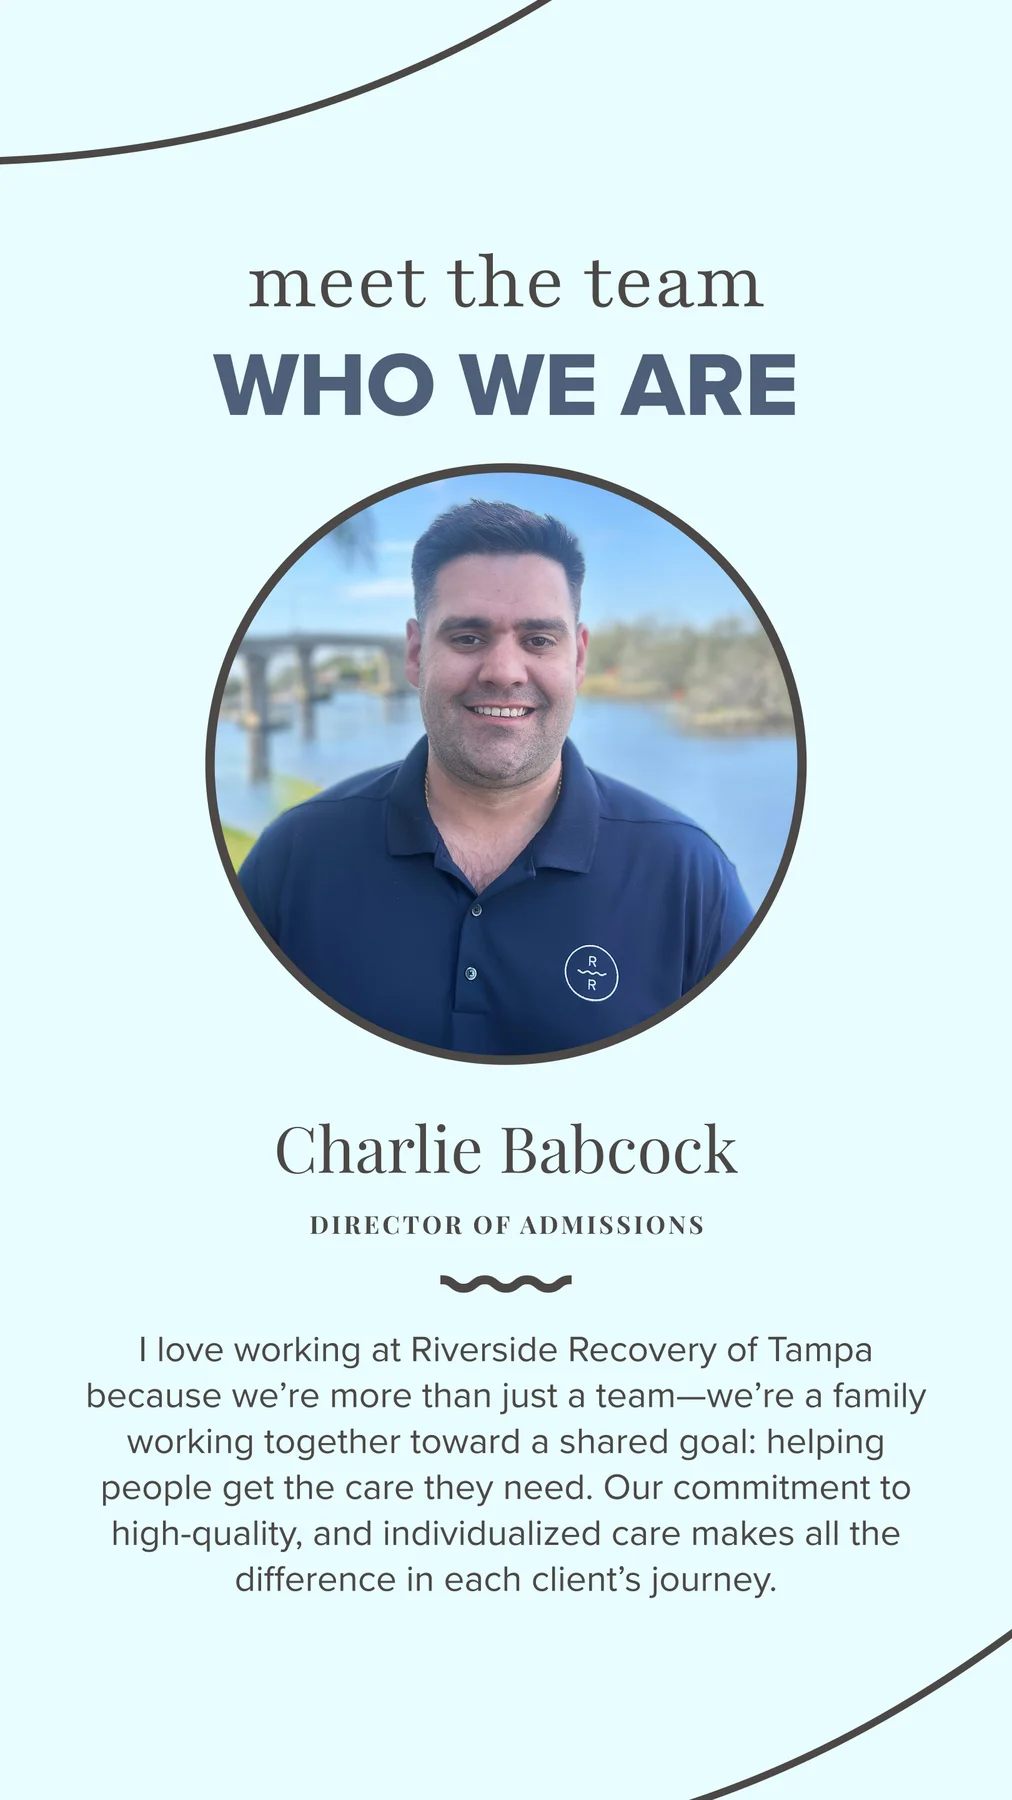 meet the team
WHO WE ARE
R
R
Charlie Babcock
DIRECTOR OF ADMISSIONS
I love working at Riverside Recovery of Tampa
because we’re more than just a team—we’re a family
working together toward a shared goal: helping
people get the care they need. Our commitment to
high-quality, and individualized care makes all the
difference in each client’s journey.